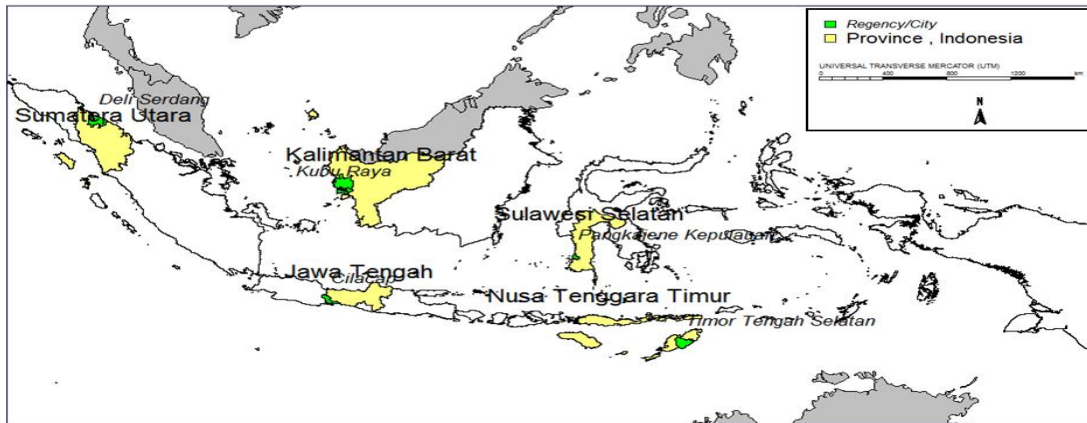 Regency/City
Province , Indonesia
UNIVERSAL TRANSVERSE MERCATOR (UTM)
0 400 800 1200 km
N
Deli Serdang
Sumatera Utara
Kalimantan Barat
Kubu Raya
Sulawesi Selatan
Pangkajene Kepulauan
Jawa Tengah
Cilacap
Nusa Tenggara Timur
Timor Tengah Selatan